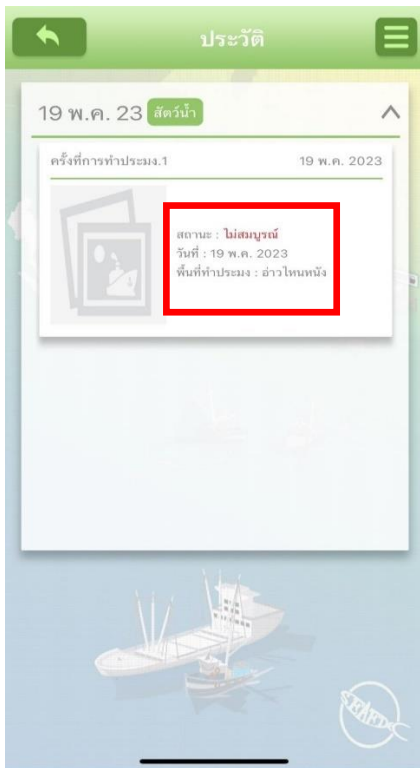 ประวัติ
19 พ.ค. 23 สัตว์น้ำ
ครั้งที่การทำประมง.1 19 พ.ค. 2023
สถานะ : ไม่สมบูรณ์
วันที่ : 19 พ.ค. 2023
พื้นที่ทำประมง : อ่าวไหนหนัง
SEAFDEC